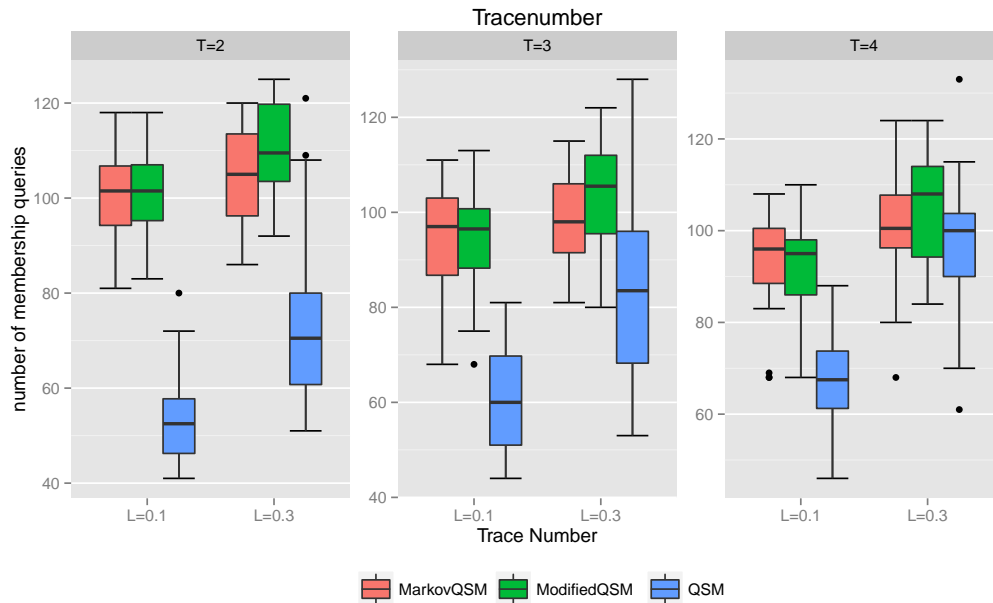 Tracenumber
T=2
T=3
T=4
number of membership queries
120
100
80
60
40
120
100
80
60
40
120
100
80
60
L=0.1
L=0.3
L=0.1
L=0.3
L=0.1
L=0.3
Trace Number
MarkovQSM
ModifiedQSM
QSM